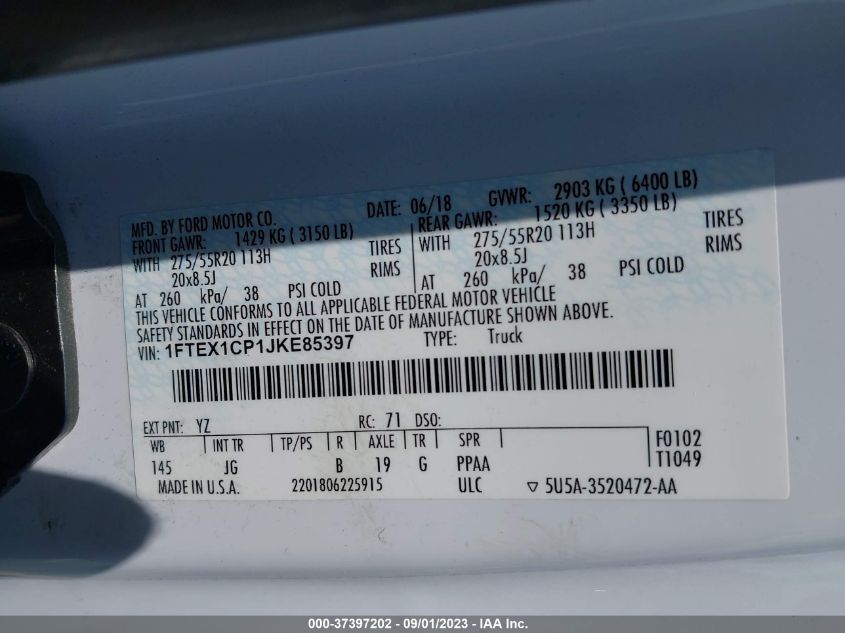 MFD. BY FORD MOTOR CO. DATE: 06/18 GVWR: 2903 KG ( 6400 LB)
FRONT GAWR: 1429 KG ( 3150 LB) REAR GAWR: 1520 KG ( 3350 LB)
WITH 275/55R20 113H TIRES WITH 275/55R20 113H TIRES
20x8.5J RIMS 20x8.5J RIMS
AT 260 kPa/ 38 PSI COLD AT 260 kPa/ 38 PSI COLD
THIS VEHICLE CONFORMS TO ALL APPLICABLE FEDERAL MOTOR VEHICLE
SAFETY STANDARDS IN EFFECT ON THE DATE OF MANUFACTURE SHOWN ABOVE.
VIN: 1FTEX1CP1JKE85397 TYPE: Truck
EXT PNT: YZ RC: 71 DSO:
WB INT TR TP/PS R AXLE TR SPR F0102
145 JG B 19 G PPAA T1049
MADE IN U.S.A. 2201806225915 ULC ▽ 5U5A-3520472-AA
000-37397202 - 09/01/2023 - IAA Inc.